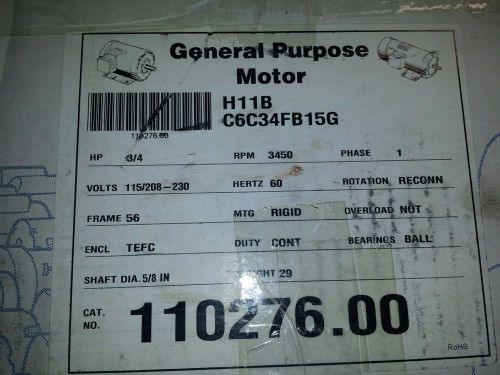 General Purpose
Motor
H11B
C6C34FB15G
110276.00
HP 3/4 RPM 3450 PHASE 1
VOLTS 115/208-230 HERTZ 60 ROTATION RECONN
FRAME 56 MTG RIGID OVERLOAD NOT
ENCL TEFC DUTY CONT BEARINGS BALL
SHAFT DIA. 5/8 IN WEIGHT 29
CAT. NO. 110276.00
RoHS